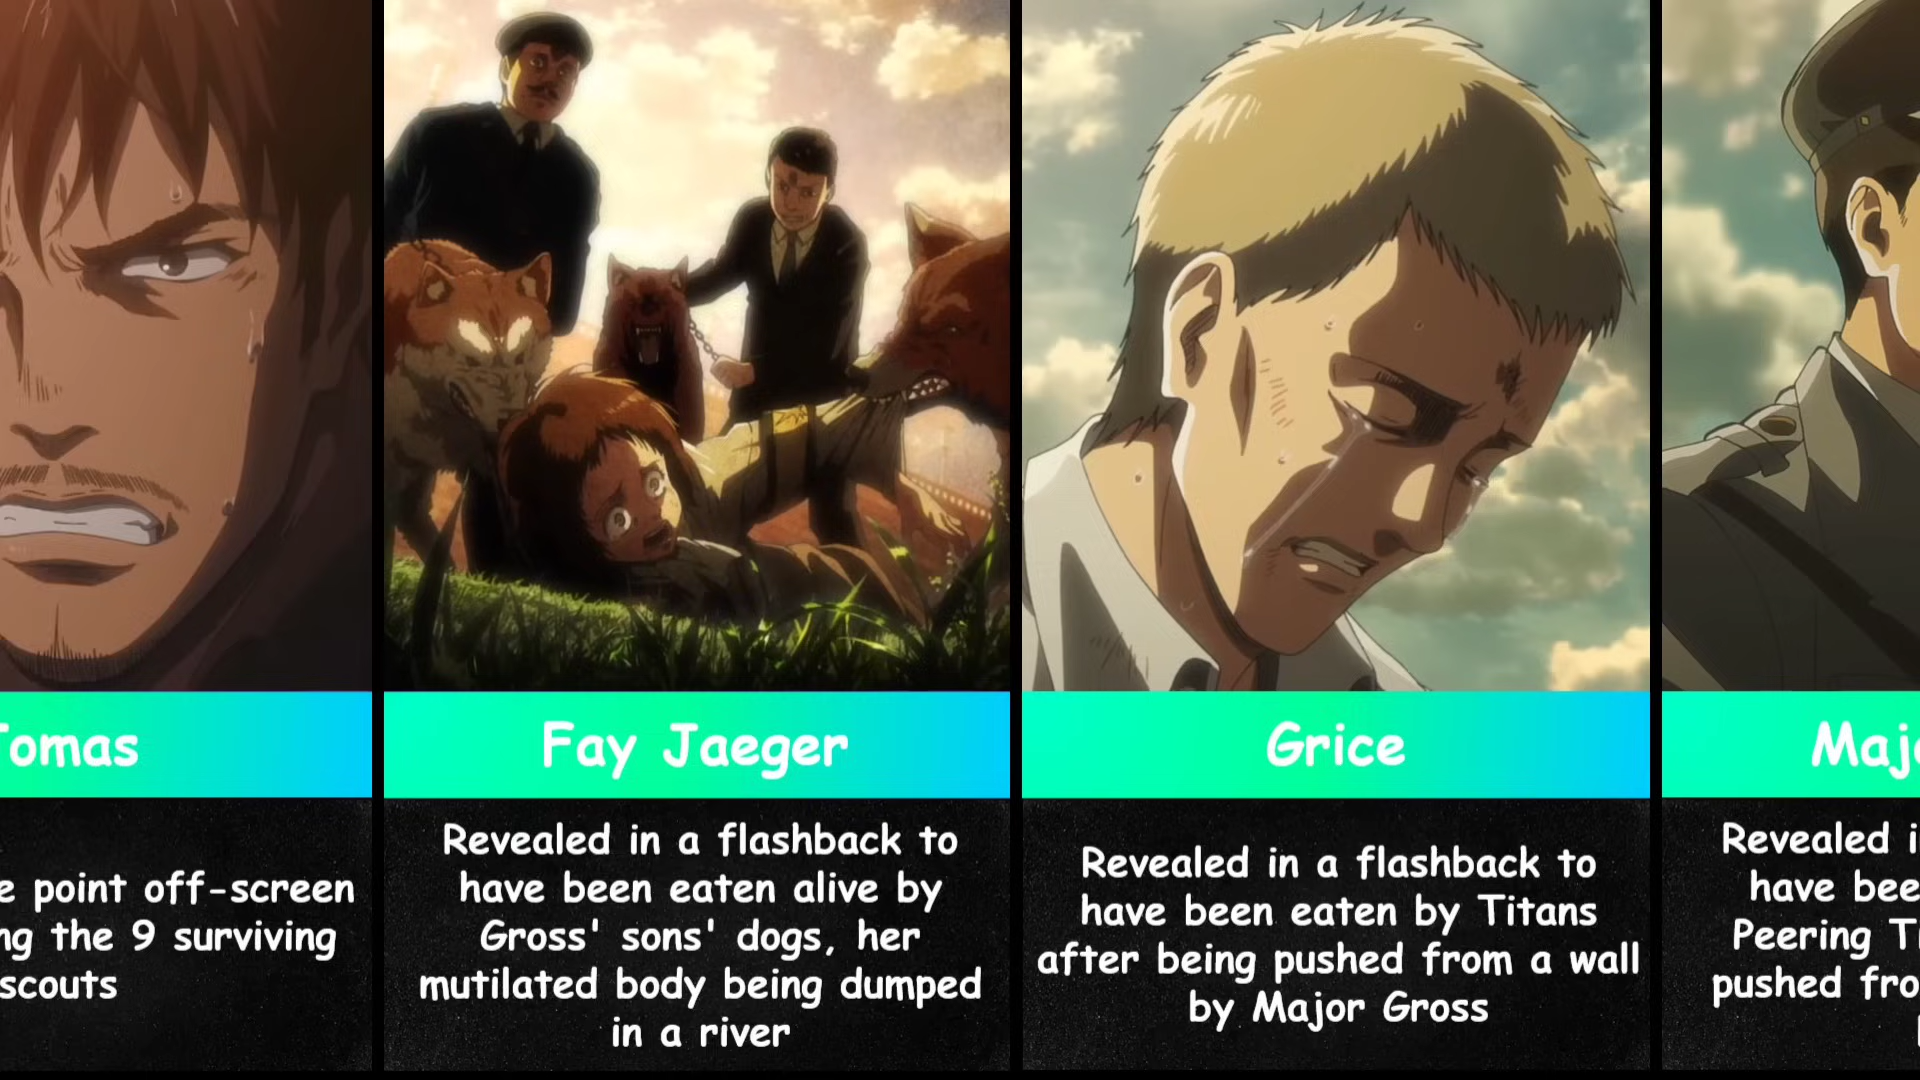 Tomas
e point off-screen
ng the 9 surviving
scouts
Fay Jaeger
Revealed in a flashback to
have been eaten alive by
Gross' sons' dogs, her
mutilated body being dumped
in a river
Grice
Revealed in a flashback to
have been eaten by Titans
after being pushed from a wall
by Major Gross
Majo
Revealed i
have bee
Peering Ti
pushed fro